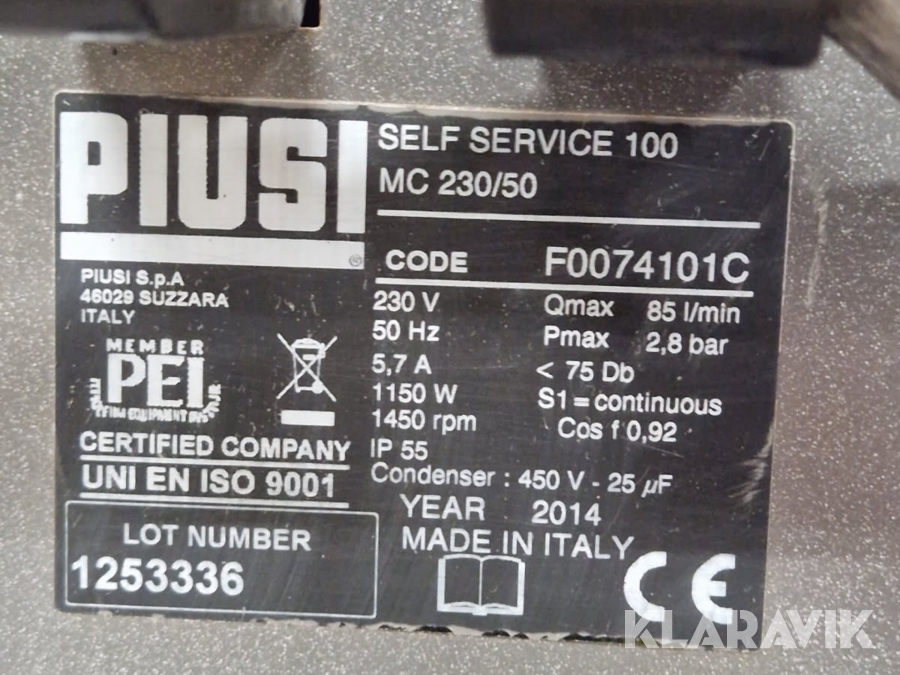 PIUSI
®
PIUSI S.p.A
46029 SUZZARA
ITALY
MEMBER
PEI
CERTIFIED COMPANY
UNI EN ISO 9001
LOT NUMBER
1253336
SELF SERVICE 100
MC 230/50
CODE F0074101C
230 V Qmax 85 l/min
50 Hz Pmax 2,8 bar
5,7 A < 75 Db
1150 W S1 = continuous
1450 rpm Cos f 0,92
IP 55
Condenser : 450 V - 25 µF
YEAR 2014
MADE IN ITALY
CE
KLARAVIK